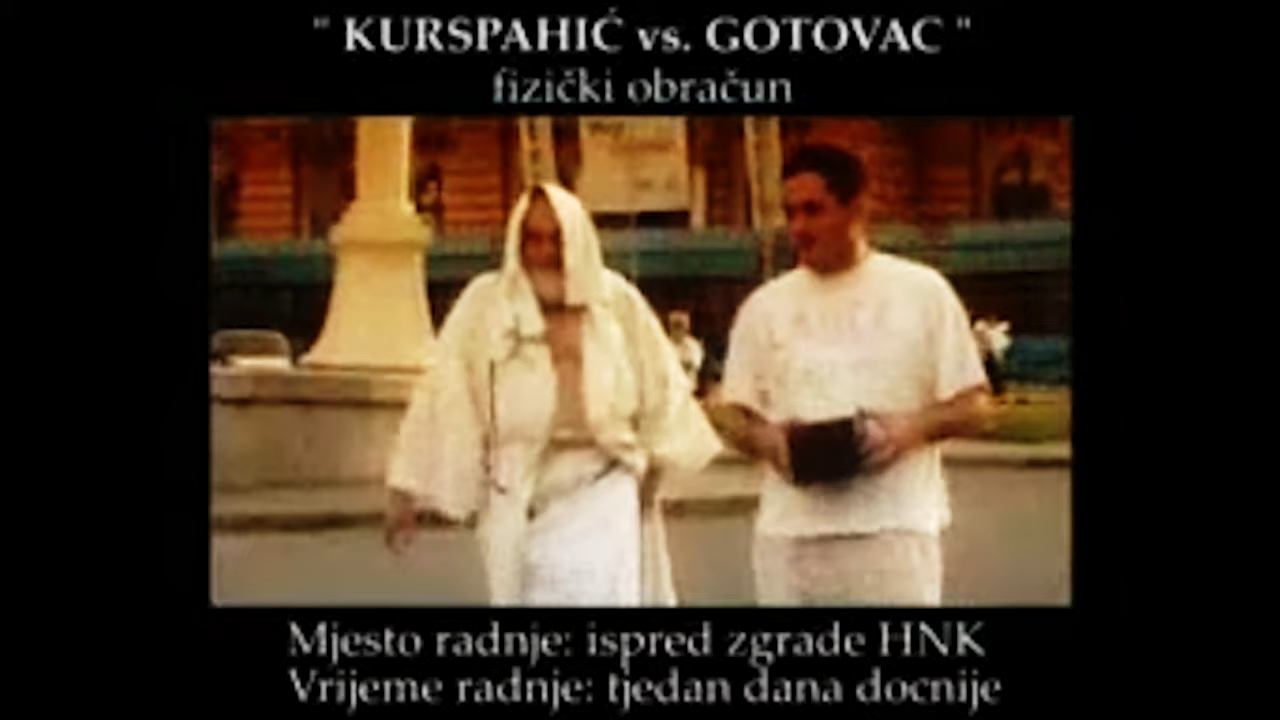 " KURSPAHIĆ vs. GOTOVAC "
fizički obračun
Mjesto radnje: ispred zgrade HNK
Vrijeme radnje: tjedan dana docnije